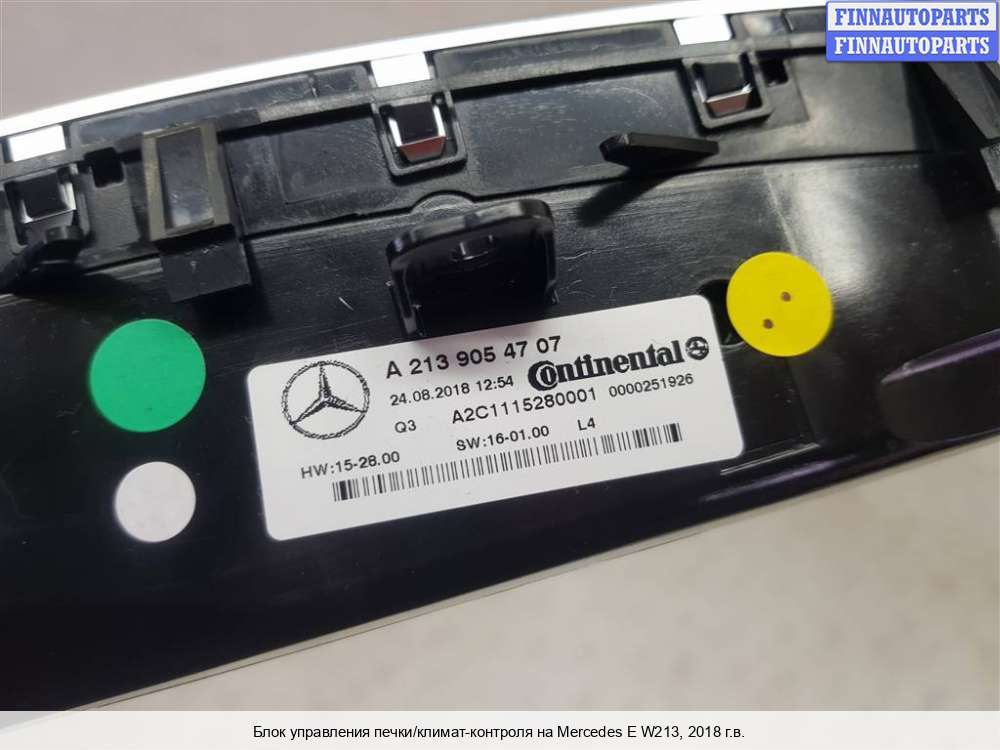 FINNAUTOPARTS
FINNAUTOPARTS
A 213 905 47 07
24.08.2018 12:54 Continental
Q3 A2C1115280001 0000251926
HW:15-28.00 SW:16-01.00 L4
Блок управления печки/климат-контроля на Mercedes E W213, 2018 г.в.